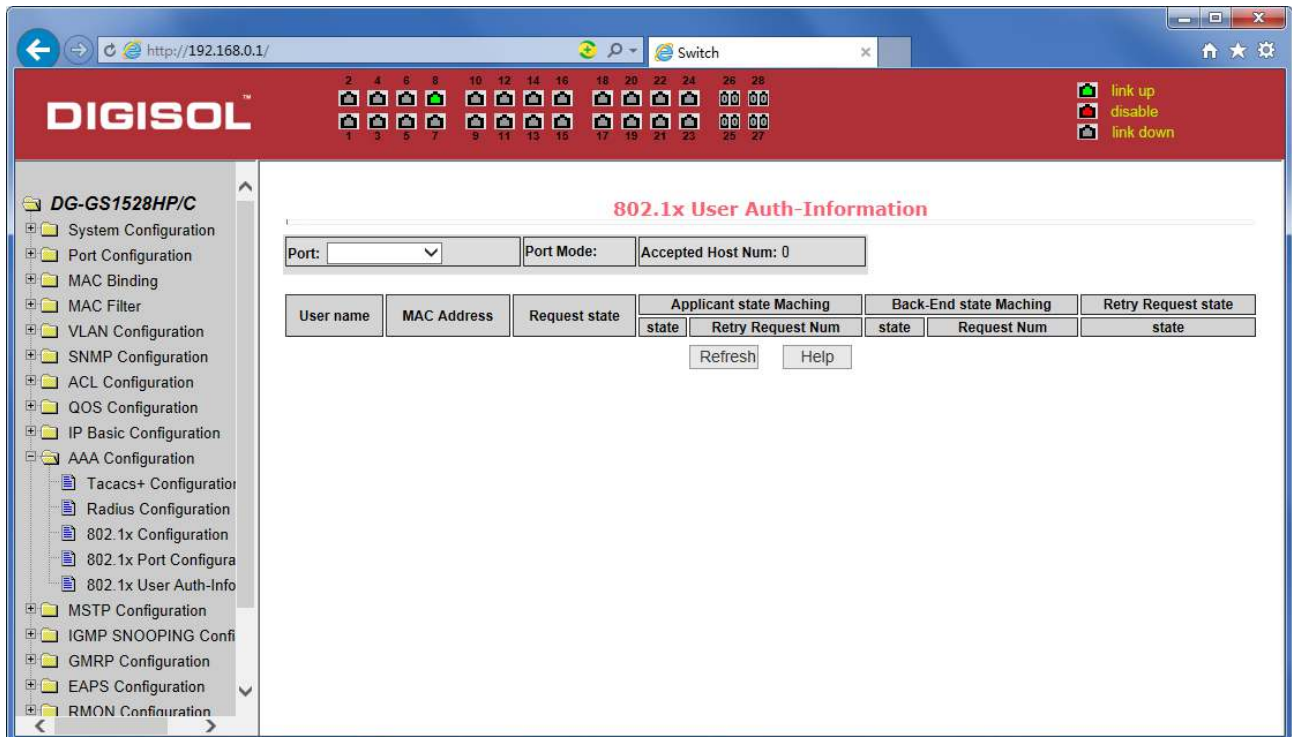 http://192.168.0.1/
Switch
2 4 6 8 10 12 14 16 18 20 22 24 26 28
1 3 5 7 9 11 13 15 17 19 21 23 25 27
DIGISOL™
link up
disable
link down
DG-GS1528HP/C
System Configuration
Port Configuration
MAC Binding
MAC Filter
VLAN Configuration
SNMP Configuration
ACL Configuration
QOS Configuration
IP Basic Configuration
AAA Configuration
Tacacs+ Configuration
Radius Configuration
802.1x Configuration
802.1x Port Configura
802.1x User Auth-Info
MSTP Configuration
IGMP SNOOPING Confi
GMRP Configuration
EAPS Configuration
RMON Configuration
802.1x User Auth-Information
Port: Port Mode: Accepted Host Num: 0
User name MAC Address Request state Applicant state Maching Back-End state Maching Retry Request state
state Retry Request Num state Request Num state
Refresh Help